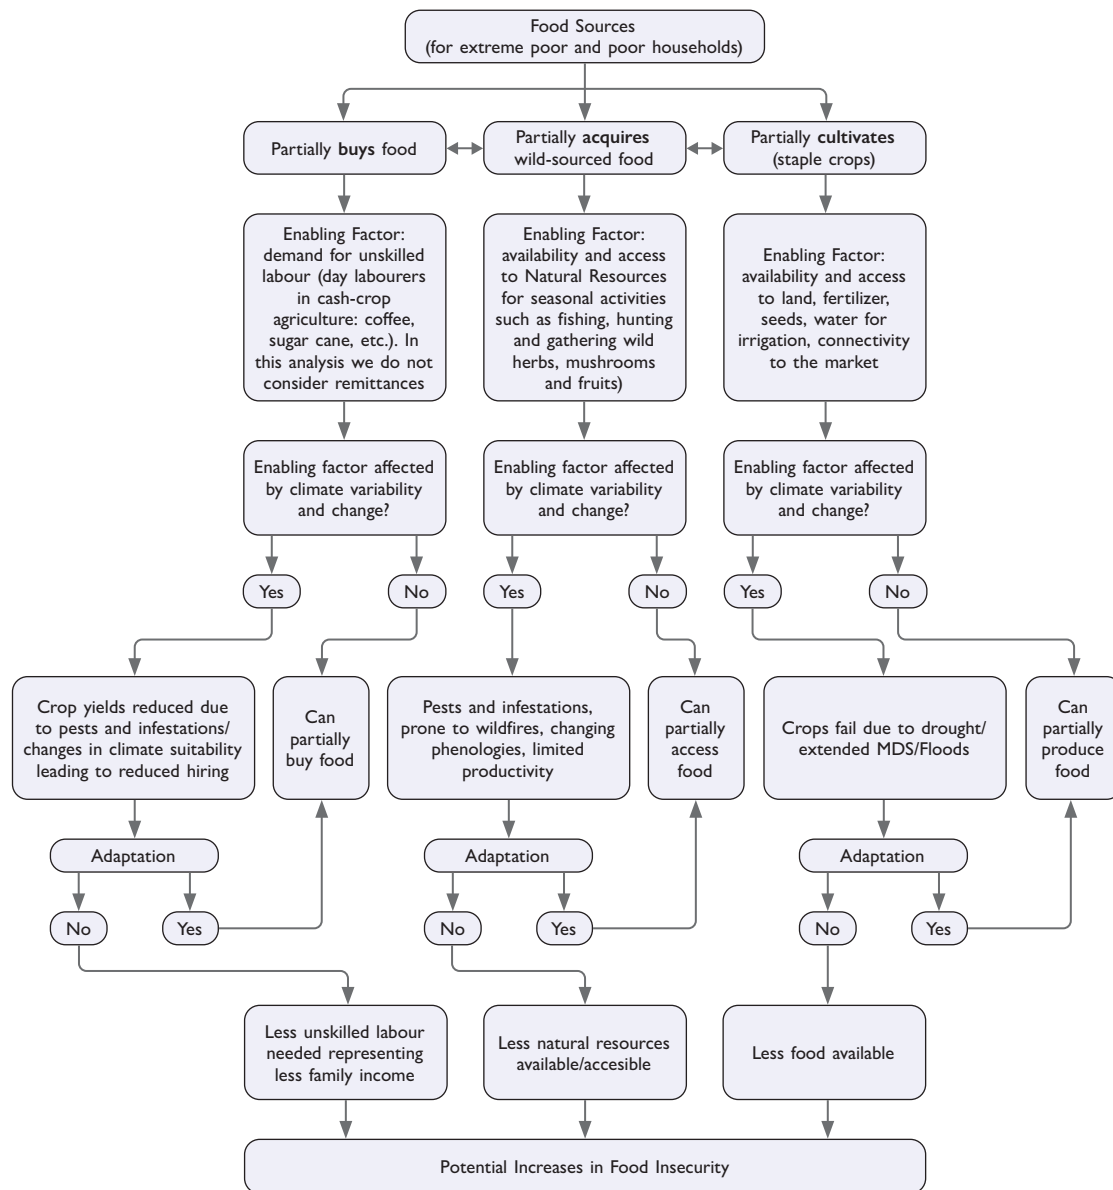 Food Sources
(for extreme poor and poor households)
Partially buys food
Partially acquires
wild-sourced food
Partially cultivates
(staple crops)
Enabling Factor:
demand for unskilled
labour (day labourers
in cash-crop
agriculture: coffee,
sugar cane, etc.). In
this analysis we do not
consider remittances
Enabling Factor:
availability and access
to Natural Resources
for seasonal activities
such as fishing, hunting
and gathering wild
herbs, mushrooms
and fruits)
Enabling Factor:
availability and access
to land, fertilizer,
seeds, water for
irrigation, connectivity
to the market
Enabling factor affected
by climate variability
and change?
Enabling factor affected
by climate variability
and change?
Enabling factor affected
by climate variability
and change?
Yes
No
Yes
No
Yes
No
Crop yields reduced due
to pests and infestations/
changes in climate suitability
leading to reduced hiring
Can
partially
buy food
Pests and infestations,
prone to wildfires, changing
phenologies, limited
productivity
Can
partially
access
food
Crops fail due to drought/
extended MDS/Floods
Can
partially
produce
food
Adaptation
Adaptation
Adaptation
No
Yes
No
Yes
No
Yes
Less unskilled labour
needed representing
less family income
Less natural resources
available/accesible
Less food available
Potential Increases in Food Insecurity